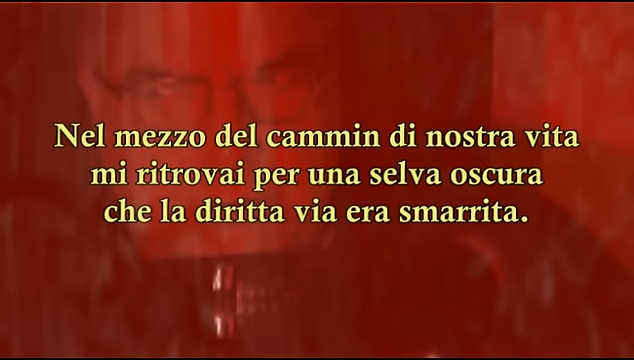 Nel mezzo del cammin di nostra vita
mi ritrovai per una selva oscura
che la diritta via era smarrita.